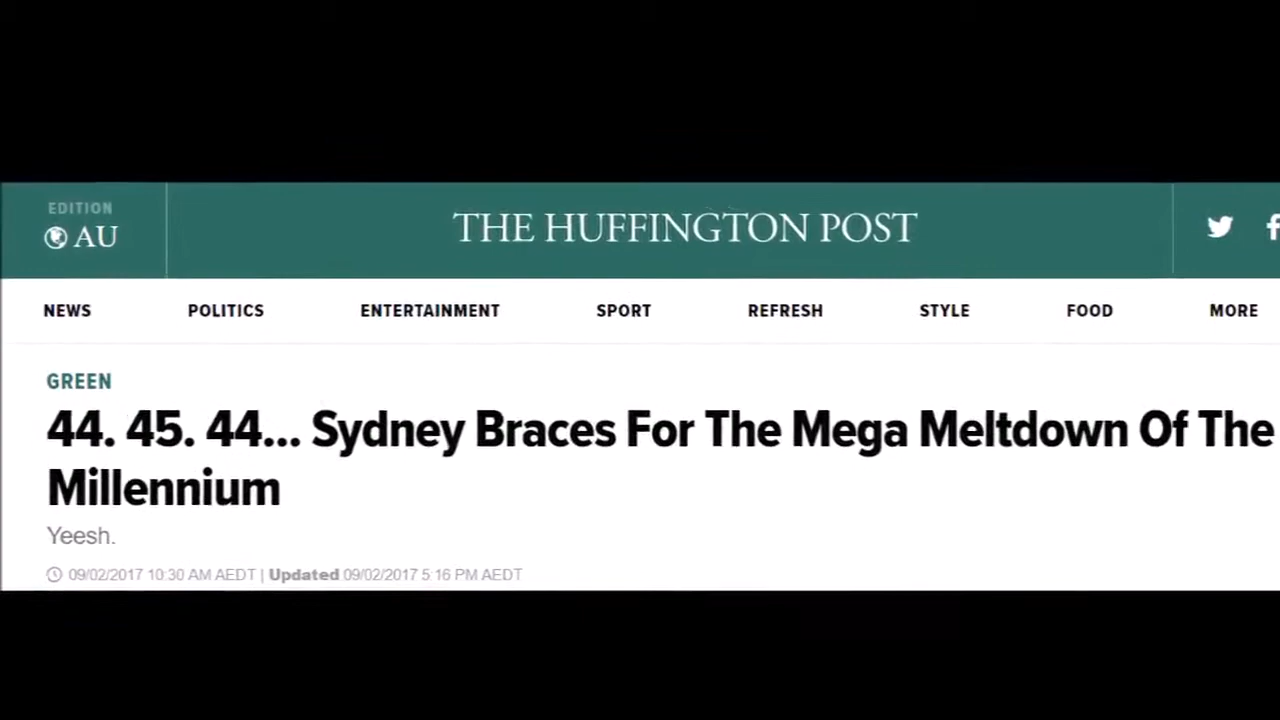 EDITION
AU
THE HUFFINGTON POST
NEWS POLITICS ENTERTAINMENT SPORT REFRESH STYLE FOOD MORE
GREEN
44. 45. 44... Sydney Braces For The Mega Meltdown Of The
Millennium
Yeesh.
09/02/2017 10:30 AM AEDT | Updated 09/02/2017 5:16 PM AEDT